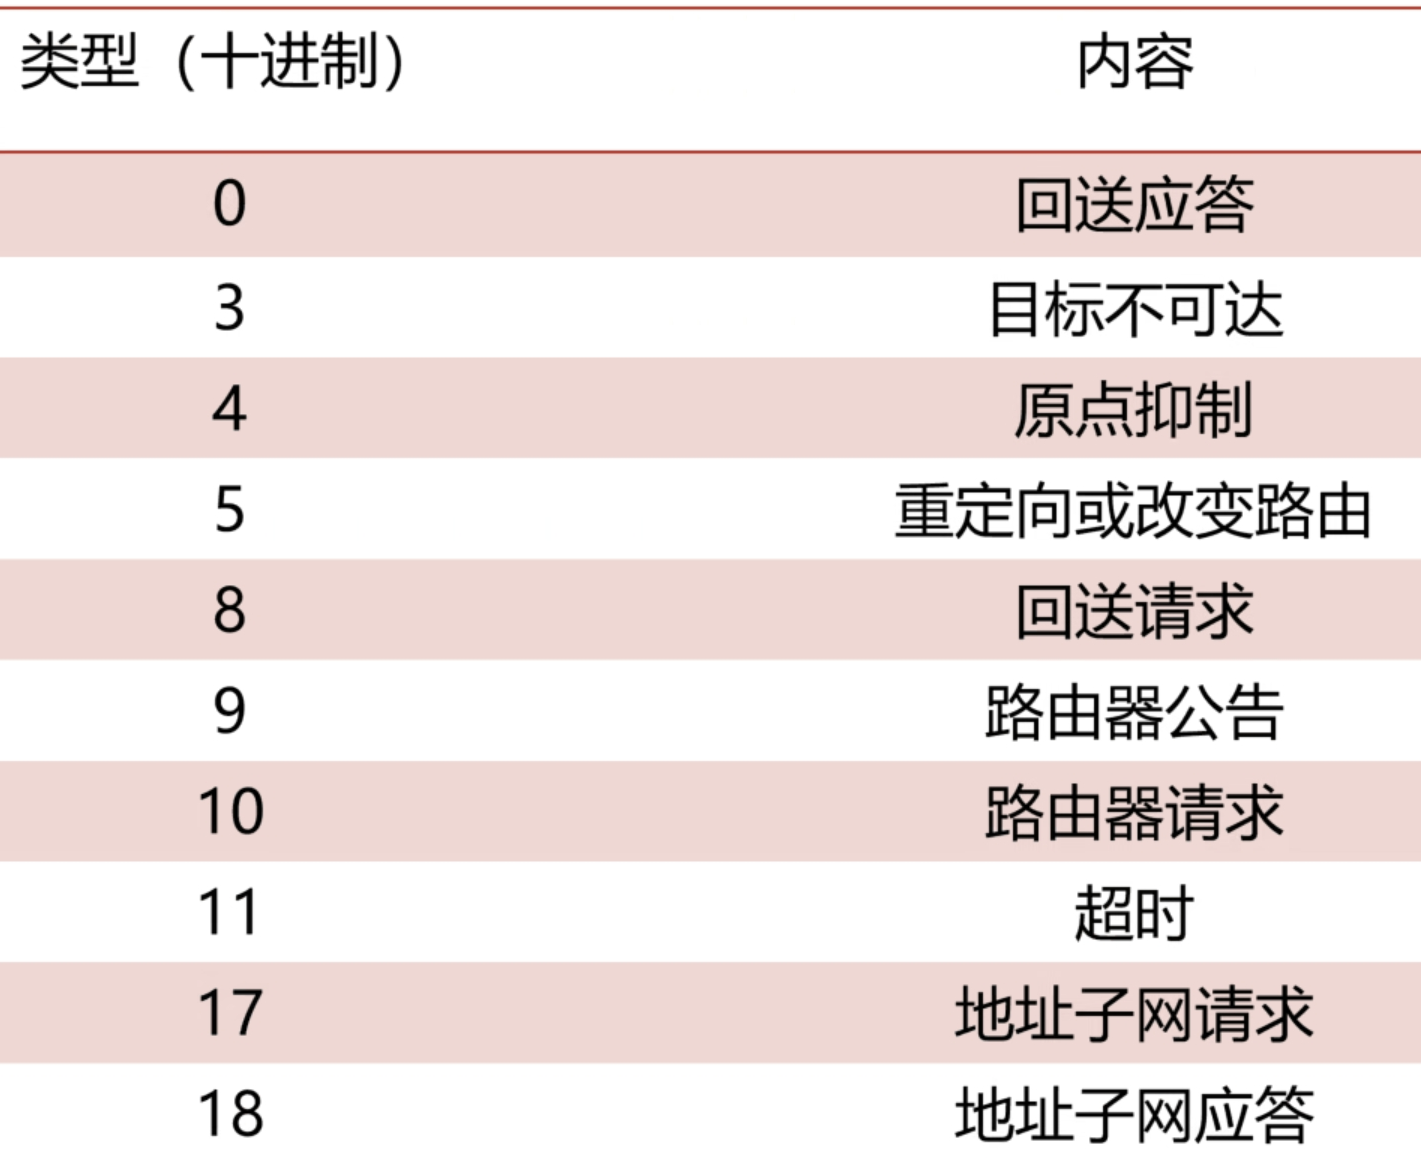 类型（十进制） 内容
0 回送应答
3 目标不可达
4 原点抑制
5 重定向或改变路由
8 回送请求
9 路由器公告
10 路由器请求
11 超时
17 地址子网请求
18 地址子网应答